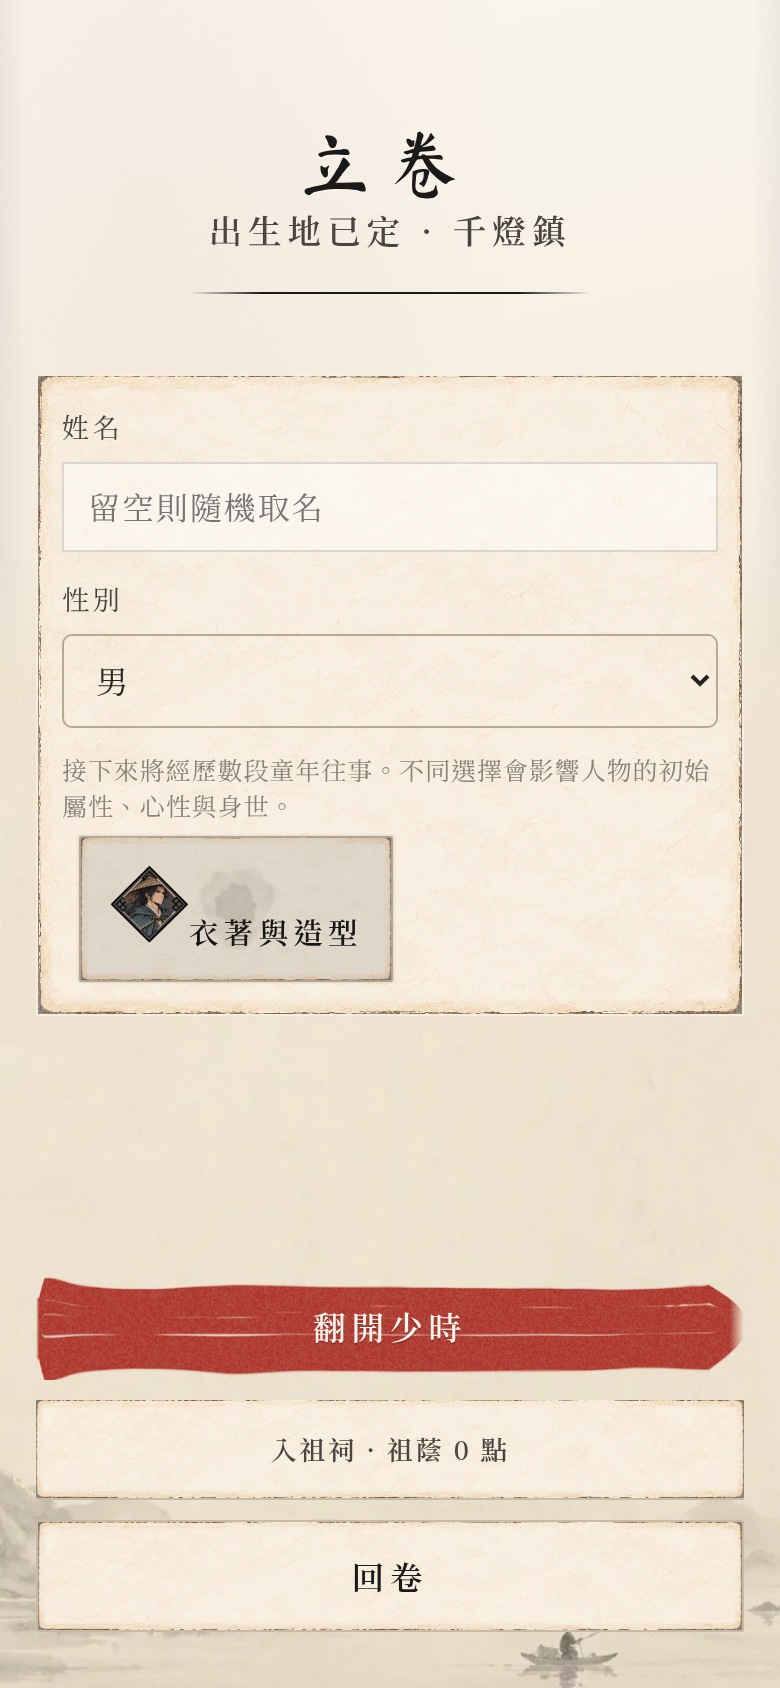 立卷
出生地已定 · 千燈鎮
姓名
留空則隨機取名
性別
男
接下來將經歷數段童年往事。不同選擇會影響人物的初始
屬性、心性與身世。
衣著與造型
翻開少時
入祖祠 · 祖蔭 0 點
回卷